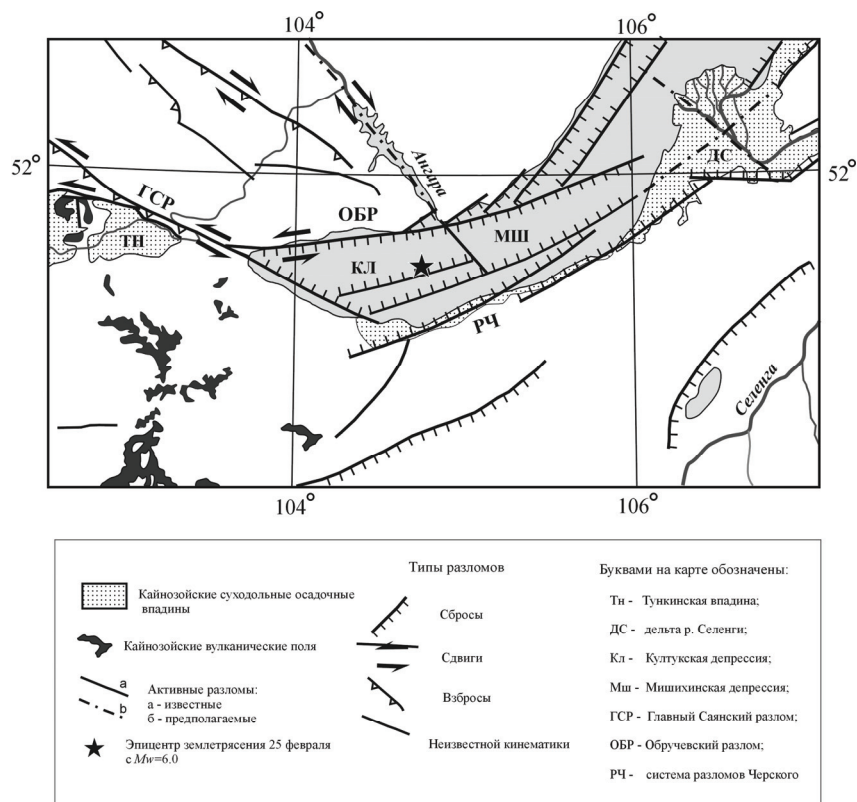 104°
106°
52°
52°
Ангара
ДС
ГСР
ОБР
ТН
МШ
КЛ
РЧ
Селенга
104°
106°
Кайнозойские суходольные осадочные
впадины
Кайнозойские вулканические поля
a
b
Активные разломы:
а - известные
б - предполагаемые
Эпицентр землетрясения 25 февраля
с Mw=6.0
Типы разломов
Сбросы
Сдвиги
Взбросы
Неизвестной кинематики
Буквами на карте обозначены:
Тн - Тункинская впадина;
ДС - дельта р. Селенги;
Кл - Култукская депрессия;
Мш - Мишихинская депрессия;
ГСР - Главный Саянский разлом;
ОБР - Обручевский разлом;
РЧ - система разломов Черского